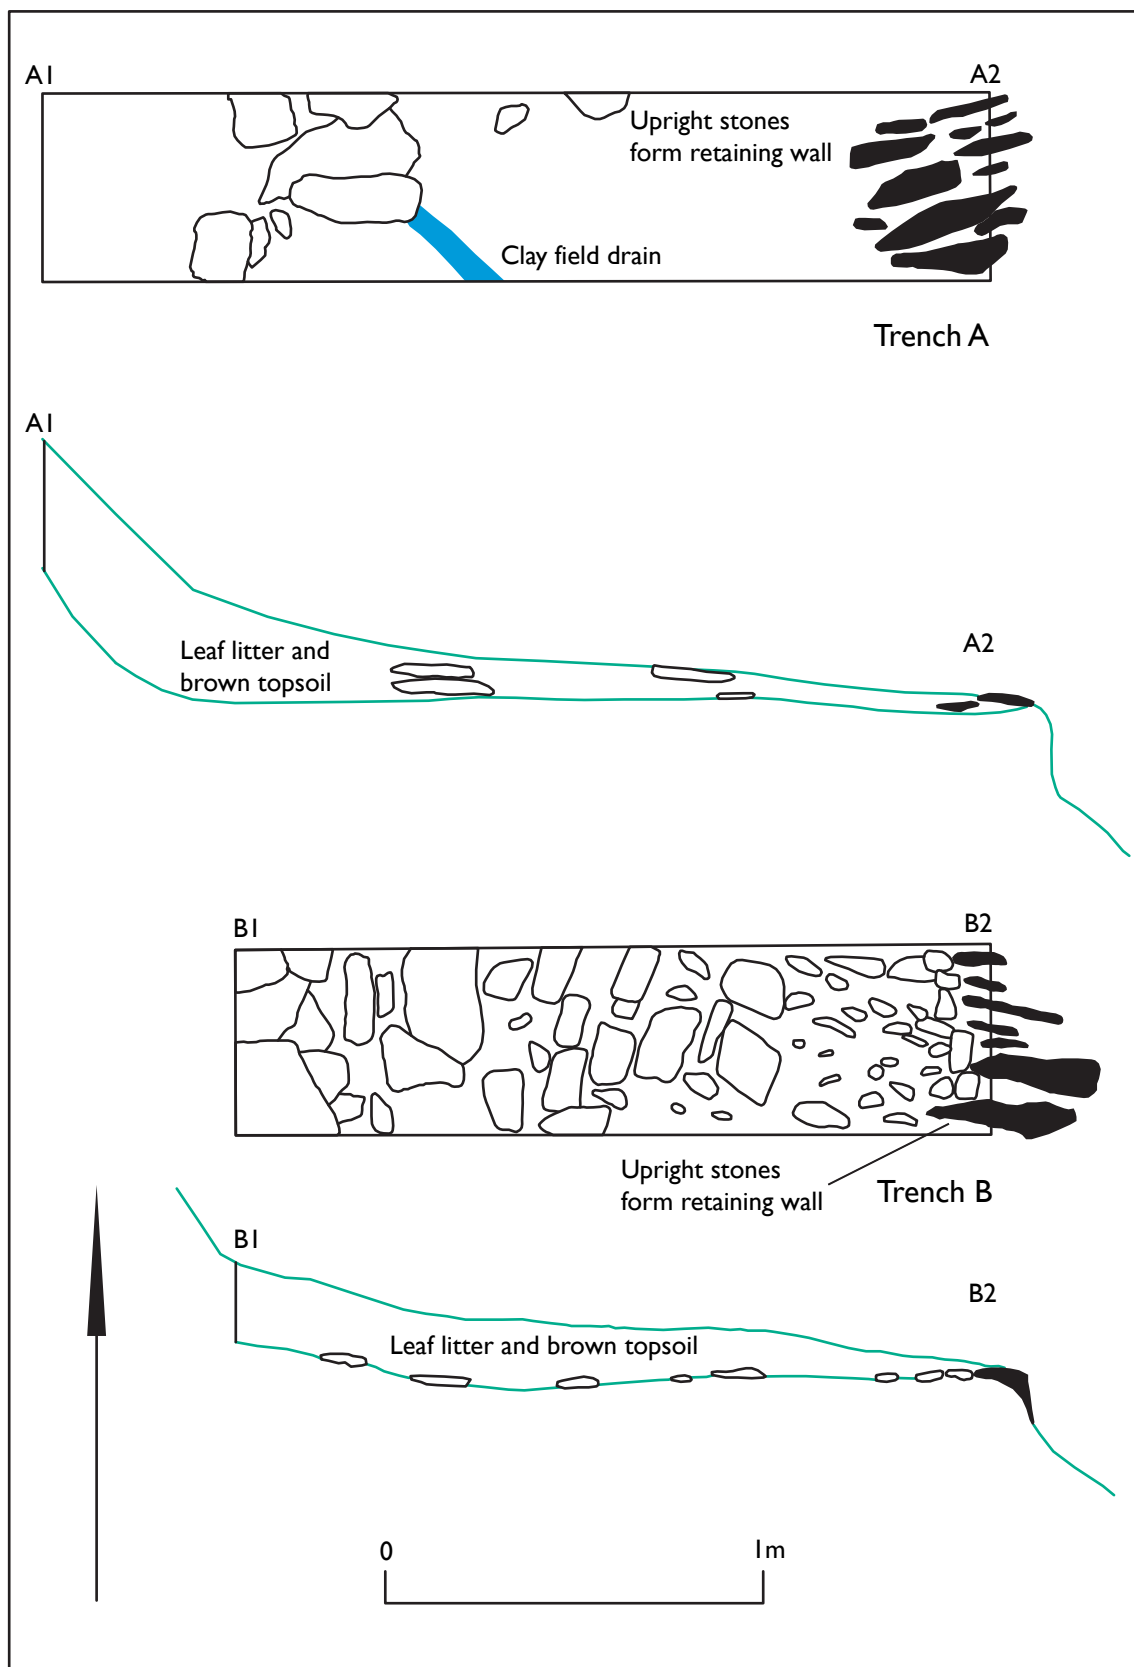 A1
A2
Upright stones
form retaining wall
Clay field drain
Trench A
A1
Leaf litter and
brown topsoil
A2
B1
B2
Upright stones
form retaining wall
Trench B
B1
B2
Leaf litter and brown topsoil
0
1m